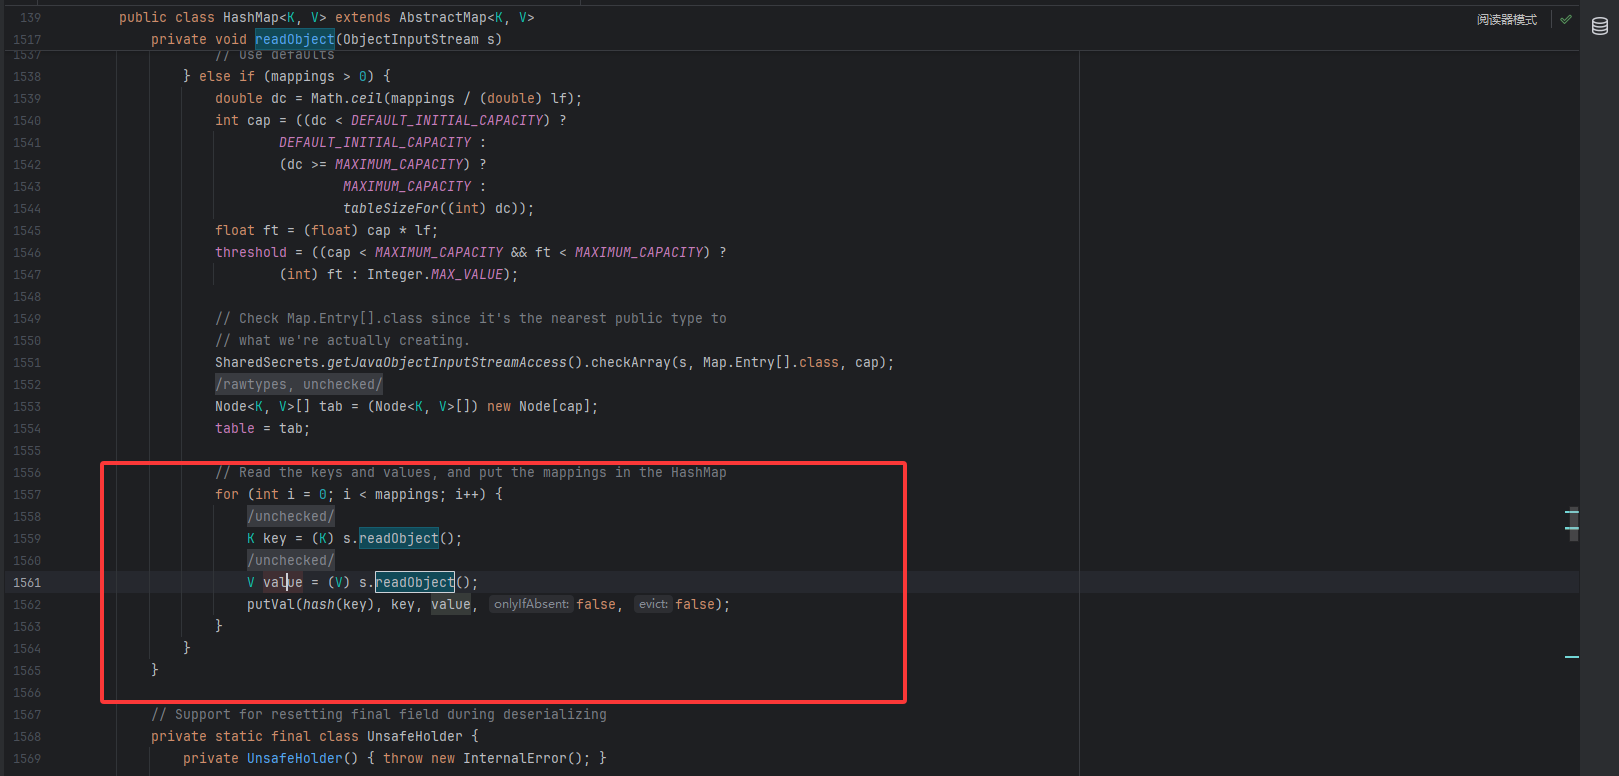 139 public class HashMap<K, V> extends AbstractMap<K, V>
阅读器模式
1517 private void readObject(ObjectInputStream s)
1537 // use defaults
1538 } else if (mappings > 0) {
1539 double dc = Math.ceil(mappings / (double) lf);
1540 int cap = ((dc < DEFAULT_INITIAL_CAPACITY) ?
1541 DEFAULT_INITIAL_CAPACITY :
1542 (dc >= MAXIMUM_CAPACITY) ?
1543 MAXIMUM_CAPACITY :
1544 tableSizeFor((int) dc));
1545 float ft = (float) cap * lf;
1546 threshold = ((cap < MAXIMUM_CAPACITY && ft < MAXIMUM_CAPACITY) ?
1547 (int) ft : Integer.MAX_VALUE);
1548
1549 // Check Map.Entry[].class since it's the nearest public type to
1550 // what we're actually creating.
1551 SharedSecrets.getJavaObjectInputStreamAccess().checkArray(s, Map.Entry[].class, cap);
1552 /rawtypes, unchecked/
1553 Node<K, V>[] tab = (Node<K, V>[]) new Node[cap];
1554 table = tab;
1555
1556 // Read the keys and values, and put the mappings in the HashMap
1557 for (int i = 0; i < mappings; i++) {
1558 /unchecked/
1559 K key = (K) s.readObject();
1560 /unchecked/
1561 V value = (V) s.readObject();
1562 putVal(hash(key), key, value, onlyIfAbsent: false, evict: false);
1563 }
1564 }
1565 }
1566
1567 // Support for resetting final field during deserializing
1568 private static final class UnsafeHolder {
1569 private UnsafeHolder() { throw new InternalError(); }